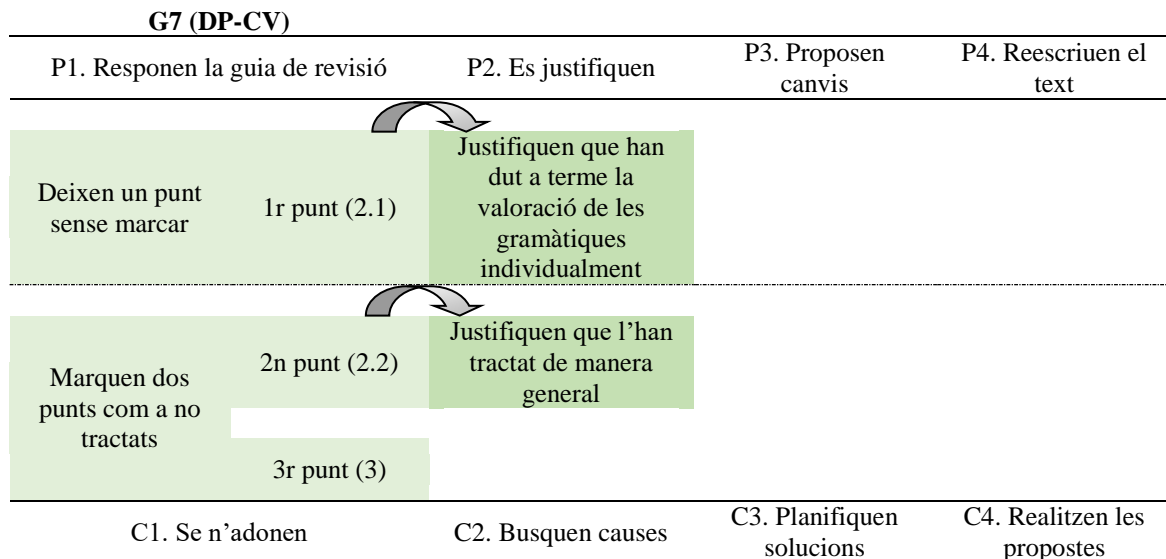 G7 (DP-CV)
P1. Responen la guia de revisió
P2. Es justifiquen
P3. Proposen
canvis
P4. Reescriuen el
text
Deixen un punt
sense marcar
1r punt (2.1)
Justifiquen que han
dut a terme la
valoració de les
gramàtiques
individualment
Marquen dos
punts com a no
tractats
2n punt (2.2)
Justifiquen que l’han
tractat de manera
general
3r punt (3)
C1. Se n’adonen
C2. Busquen causes
C3. Planifiquen
solucions
C4. Realitzen les
propostes